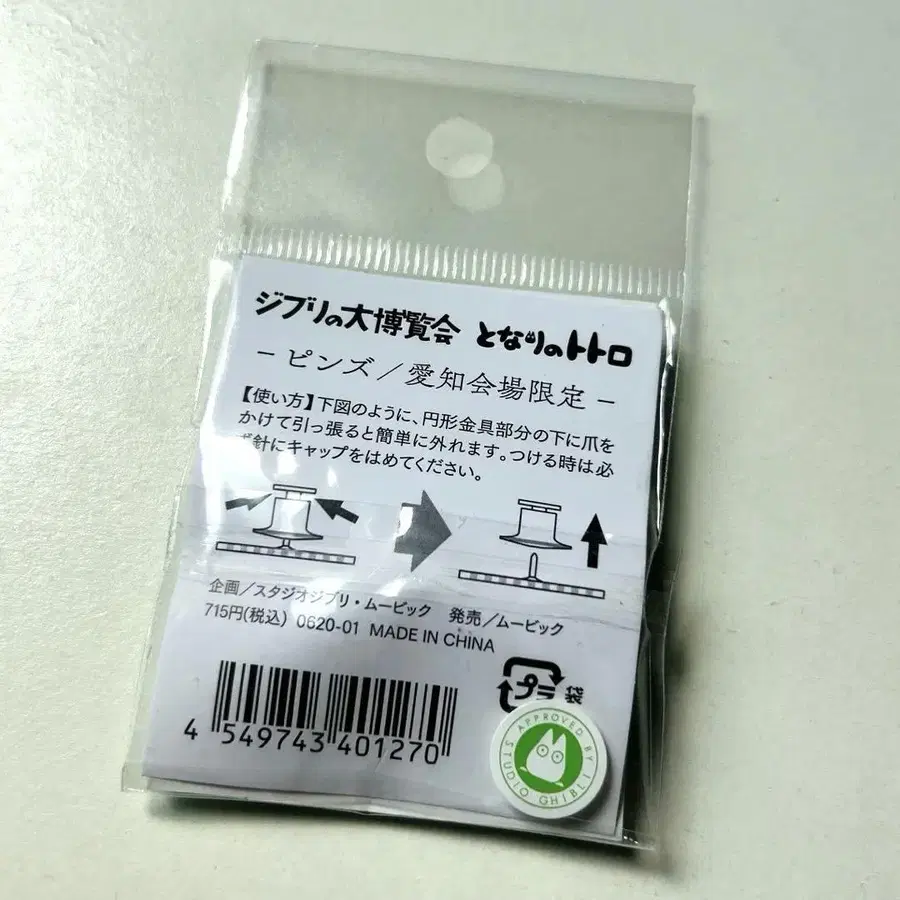 ジブリの大博覧会 となりのトトロ
− ピンズ / 愛知会場限定 −
【使い方】下図のように、円形金具部分の下に爪を
かけて引っ張ると簡単に外れます。つける時は必
ず針にキャップをはめてください。
企画/スタジオジブリ・ムービック 発売/ムービック
715円(税込) 0620-01 MADE IN CHINA
プラ 袋
4 549743 401270
APPROVED BY STUDIO GHIBLI